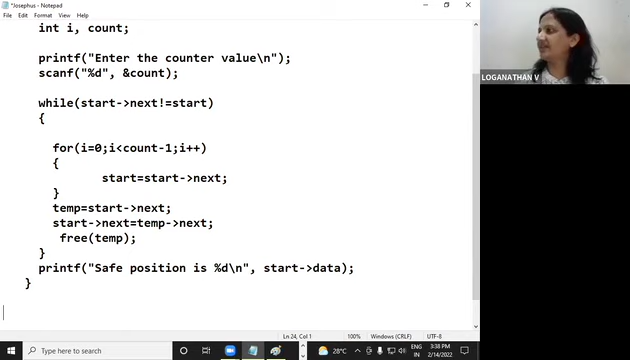 *Josephus - Notepad
File Edit Format View Help
int i, count;
printf("Enter the counter value\n");
scanf("%d", &count);
while(start->next!=start)
{
for(i=0;i<count-1;i++)
{
start=start->next;
}
temp=start->next;
start->next=temp->next;
free(temp);
}
printf("Safe position is %d\n", start->data);
}
LOGANATHAN V
Ln 24, Col 1 100% Windows (CRLF) UTF-8
Type here to search 28°C ENG IN 3:38 PM 2/14/2022